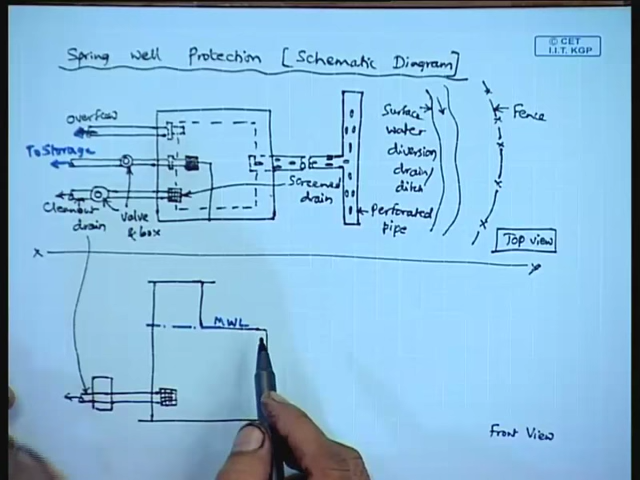 © CET
I.I.T. KGP
Spring Well Protection [Schematic Diagram]
Overflow
To Storage
Cleanout
drain
Valve
& box
Screened
drain
Surface
water
diversion
drain/
ditch
Perforated
pipe
Fence
Top view
MWL
Front View